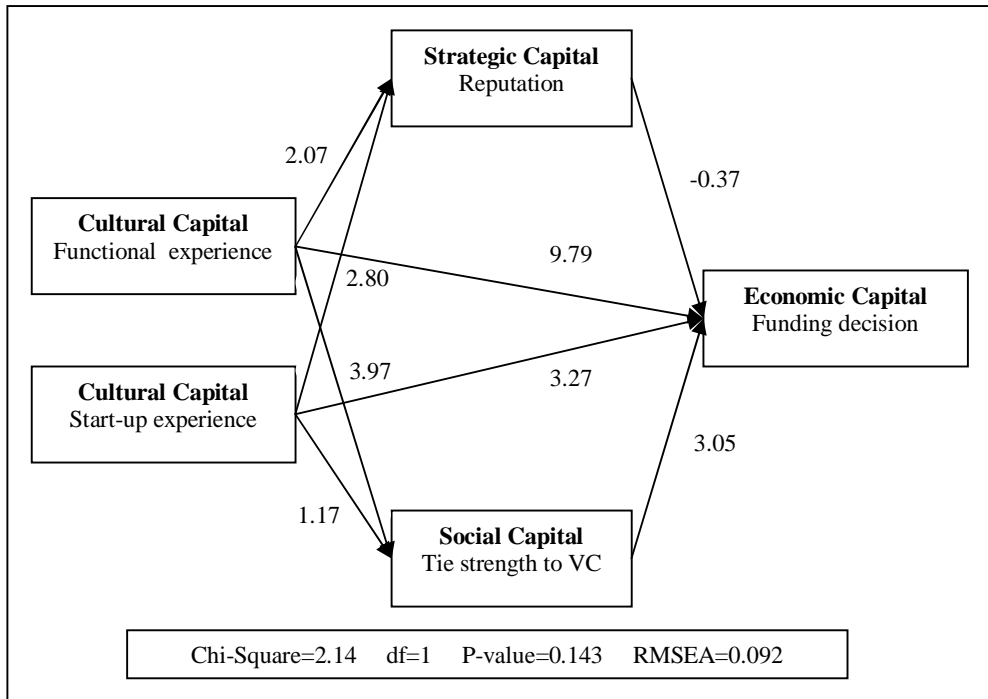 Strategic Capital
Reputation
2.07
-0.37
Cultural Capital
Functional experience
2.80
9.79
Economic Capital
Funding decision
Cultural Capital
Start-up experience
3.97
3.27
3.05
1.17
Social Capital
Tie strength to VC
Chi-Square=2.14 df=1 P-value=0.143 RMSEA=0.092